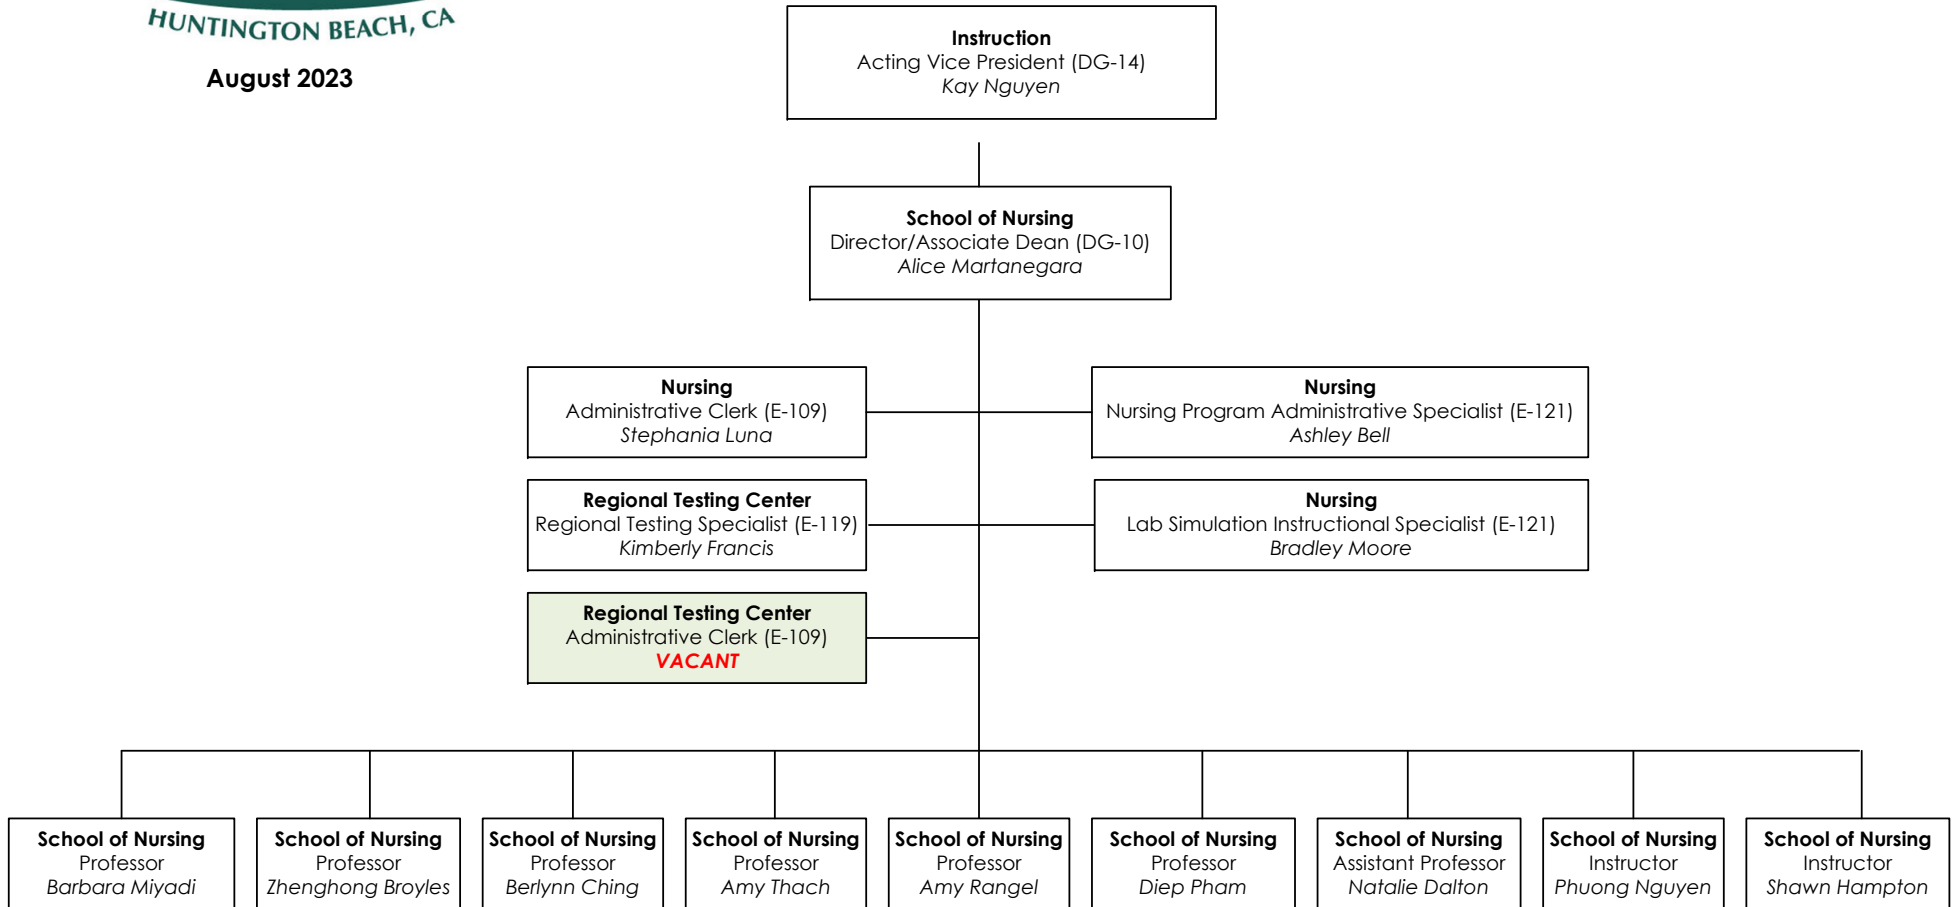 HUNTINGTON BEACH, CA
August 2023
Instruction
Acting Vice President (DG-14)
Kay Nguyen
School of Nursing
Director/Associate Dean (DG-10)
Alice Martanegara
Nursing
Administrative Clerk (E-109)
Stephania Luna
Nursing
Nursing Program Administrative Specialist (E-121)
Ashley Bell
Regional Testing Center
Regional Testing Specialist (E-119)
Kimberly Francis
Nursing
Lab Simulation Instructional Specialist (E-121)
Bradley Moore
Regional Testing Center
Administrative Clerk (E-109)
VACANT
School of Nursing
Professor
Barbara Miyadi
School of Nursing
Professor
Zhenghong Broyles
School of Nursing
Professor
Berlynn Ching
School of Nursing
Professor
Amy Thach
School of Nursing
Professor
Amy Rangel
School of Nursing
Professor
Diep Pham
School of Nursing
Assistant Professor
Natalie Dalton
School of Nursing
Instructor
Phuong Nguyen
School of Nursing
Instructor
Shawn Hampton